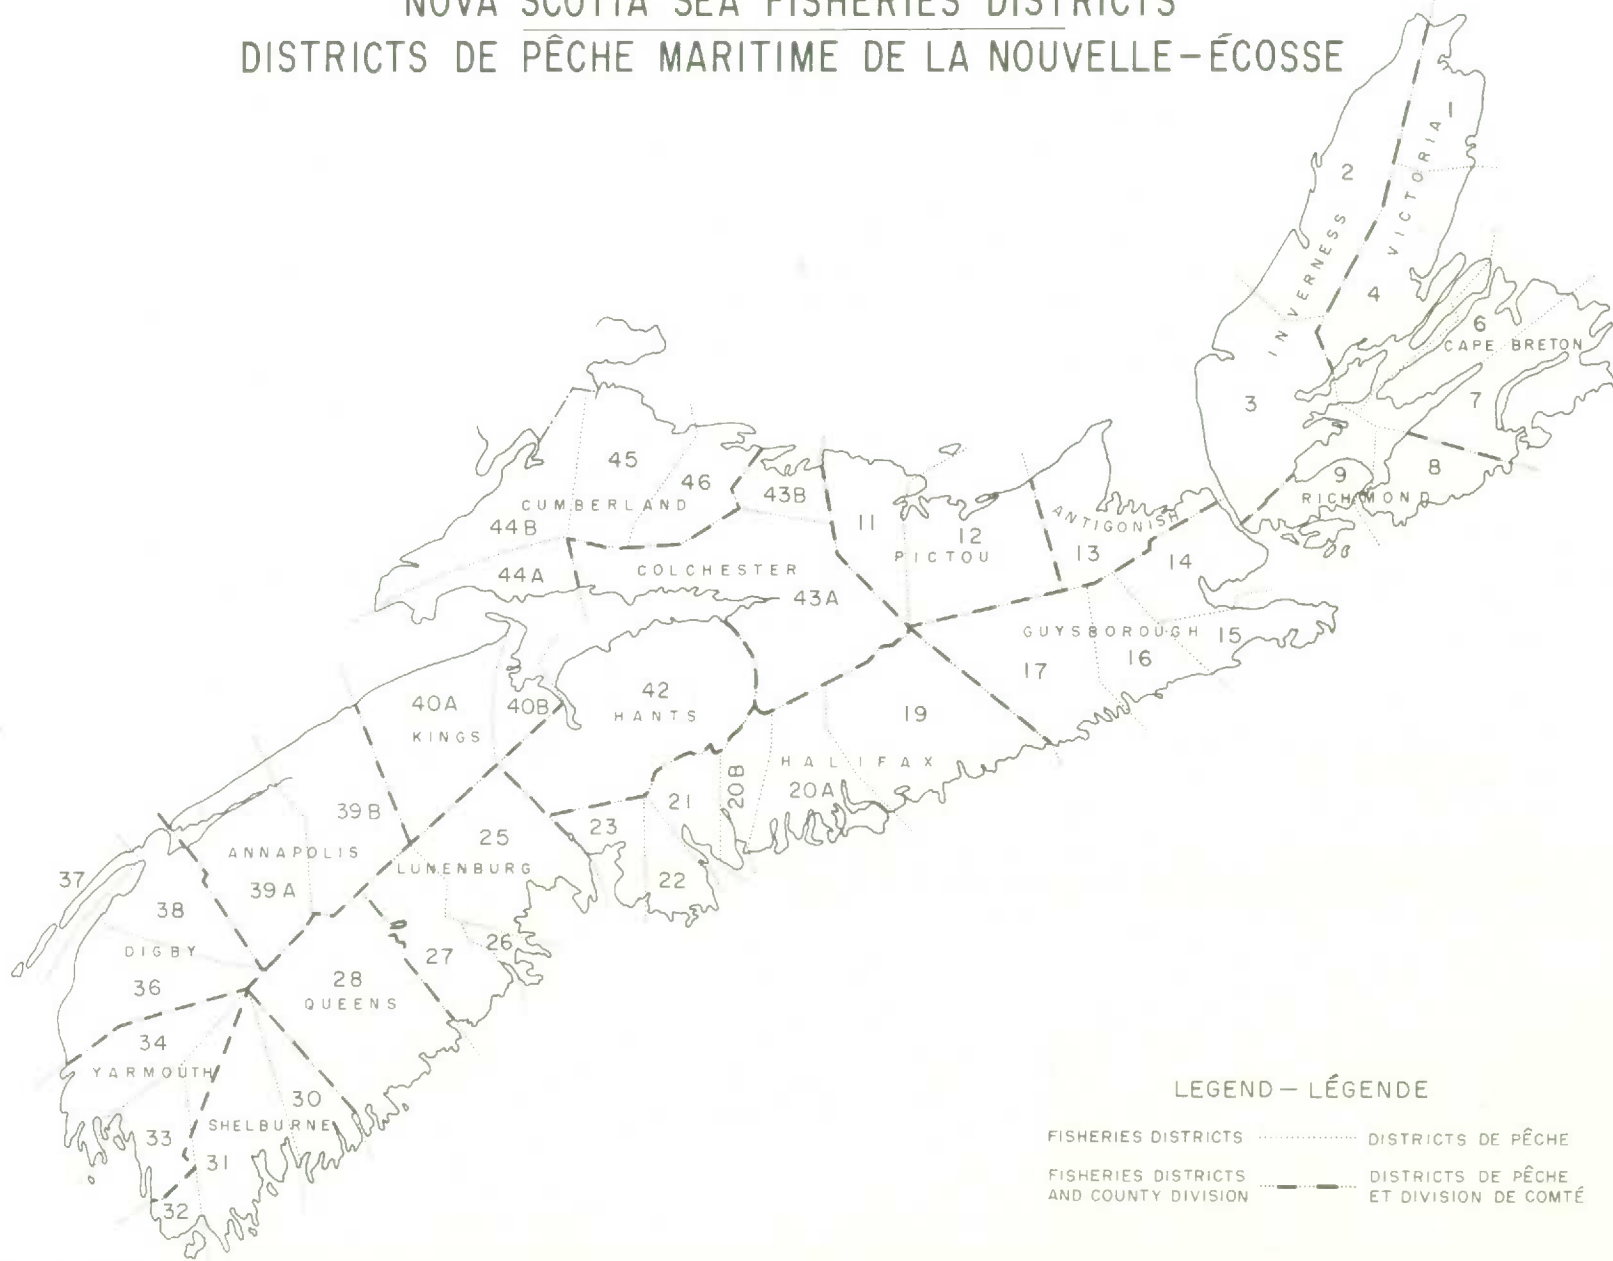 NOVA SCOTIA SEA FISHERIES DISTRICTS
DISTRICTS DE PÊCHE MARITIME DE LA NOUVELLE-ÉCOSSE
1
2
VICTORIA
INVERNESS
4
6
CAPE BRETON
3
7
45
46
43B
9
8
RICHMOND
CUMBERLAND
44B
11
12
PICTOU
ANTIGONISH
13
14
44A
COLCHESTER
43A
GUYSBOROUGH
15
16
17
42
HANTS
40A
40B
KINGS
19
HALIFAX
20A
20B
21
39B
23
25
LUNENBURG
22
ANNAPOLIS
39A
37
38
DIGBY
36
26
27
28
QUEENS
34
YARMOUTH
30
SHELBURNE
33
31
32
LEGEND — LÉGENDE
FISHERIES DISTRICTS DISTRICTS DE PÊCHE
FISHERIES DISTRICTS
AND COUNTY DIVISION
DISTRICTS DE PÊCHE
ET DIVISION DE COMTÉ